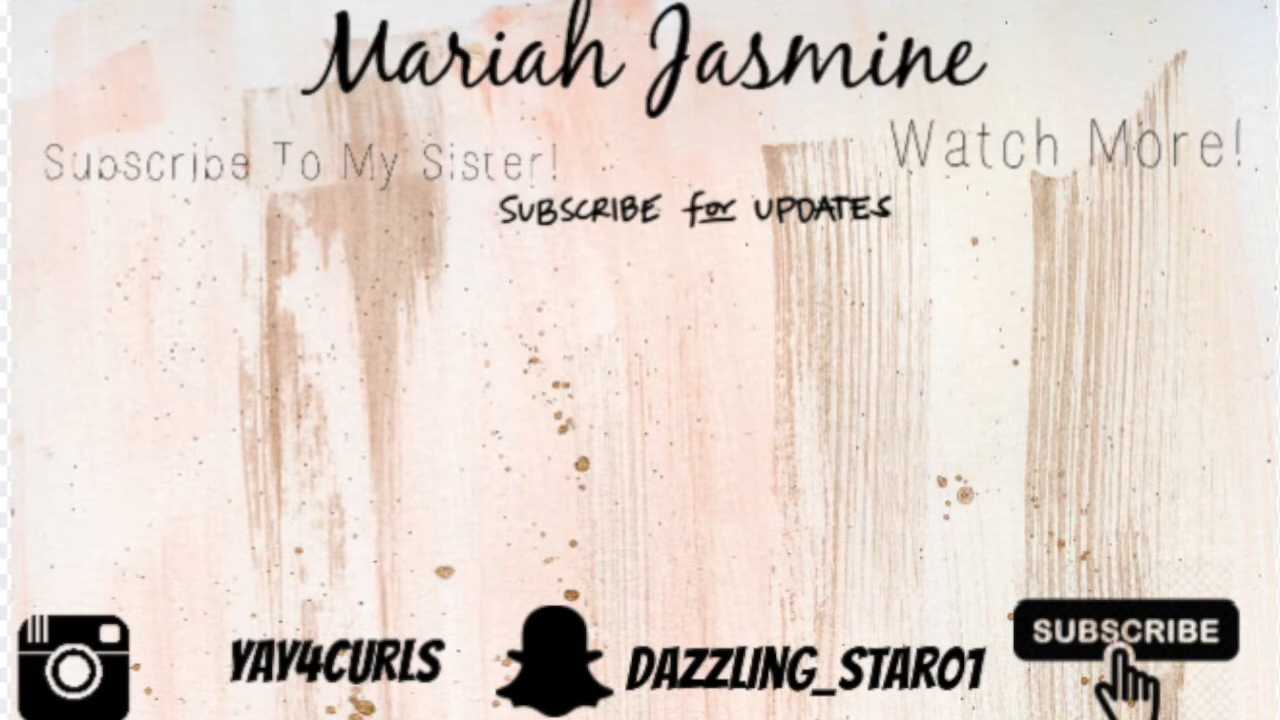 Mariah Jasmine
Subscribe To My Sister!
Watch More!
SUBSCRIBE for UPDATES
YAY4CURLS
DAZZLING_STAR01
SUBSCRIBE